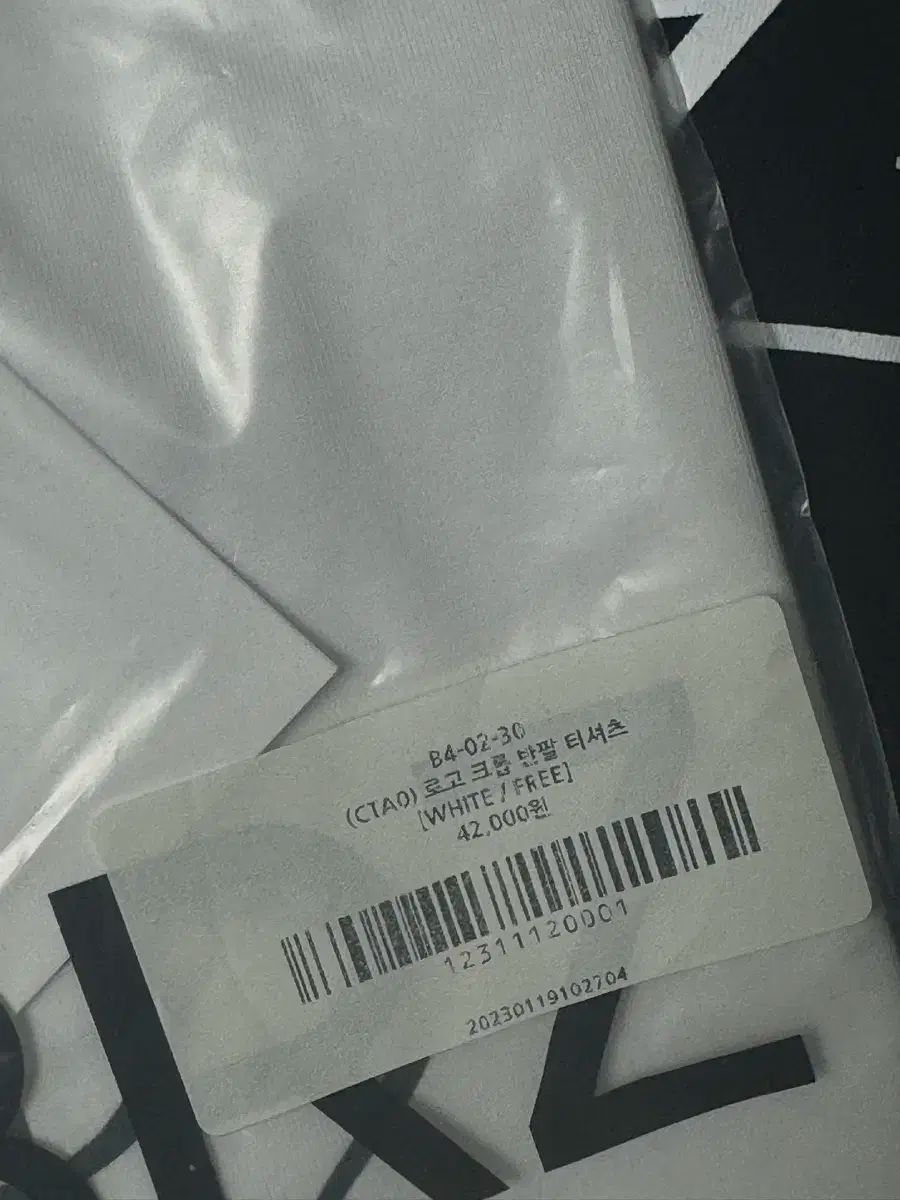 B4-02-30
(CTA0) 로고 크롭 반팔 티셔츠
[WHITE / FREE]
42,000원
12311120001
20230119102704